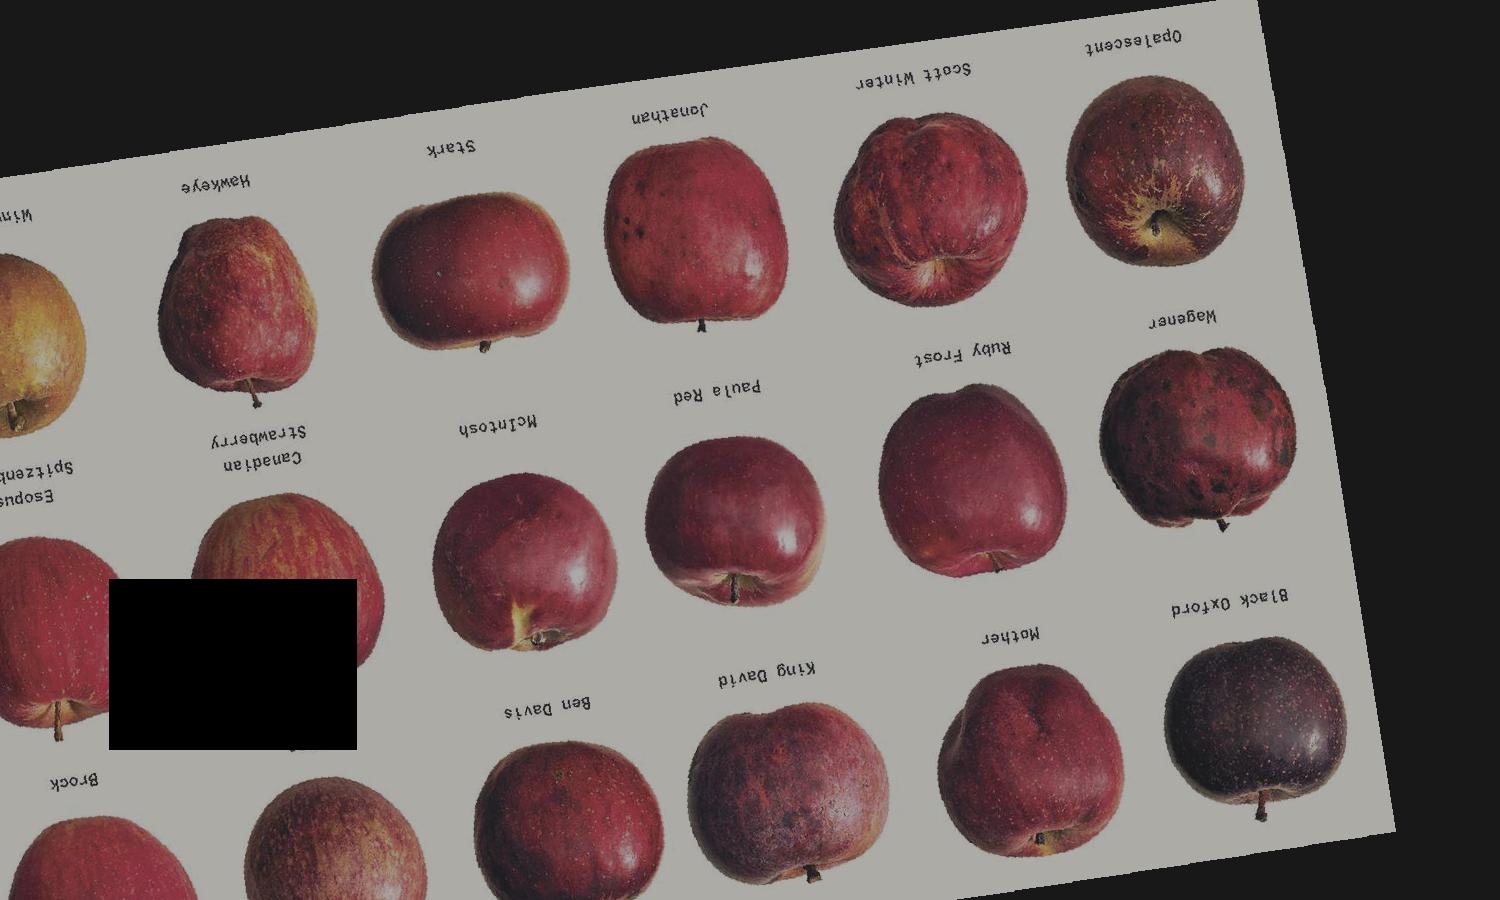 Black Oxford
Mother
King David
Ben Davis
Brock
Wagener
Ruby Frost
Paula Red
McIntosh
Canadian
Strawberry
Esopus
Opalescent
Scott Winter
Jonathan
Stark
Hawkeye